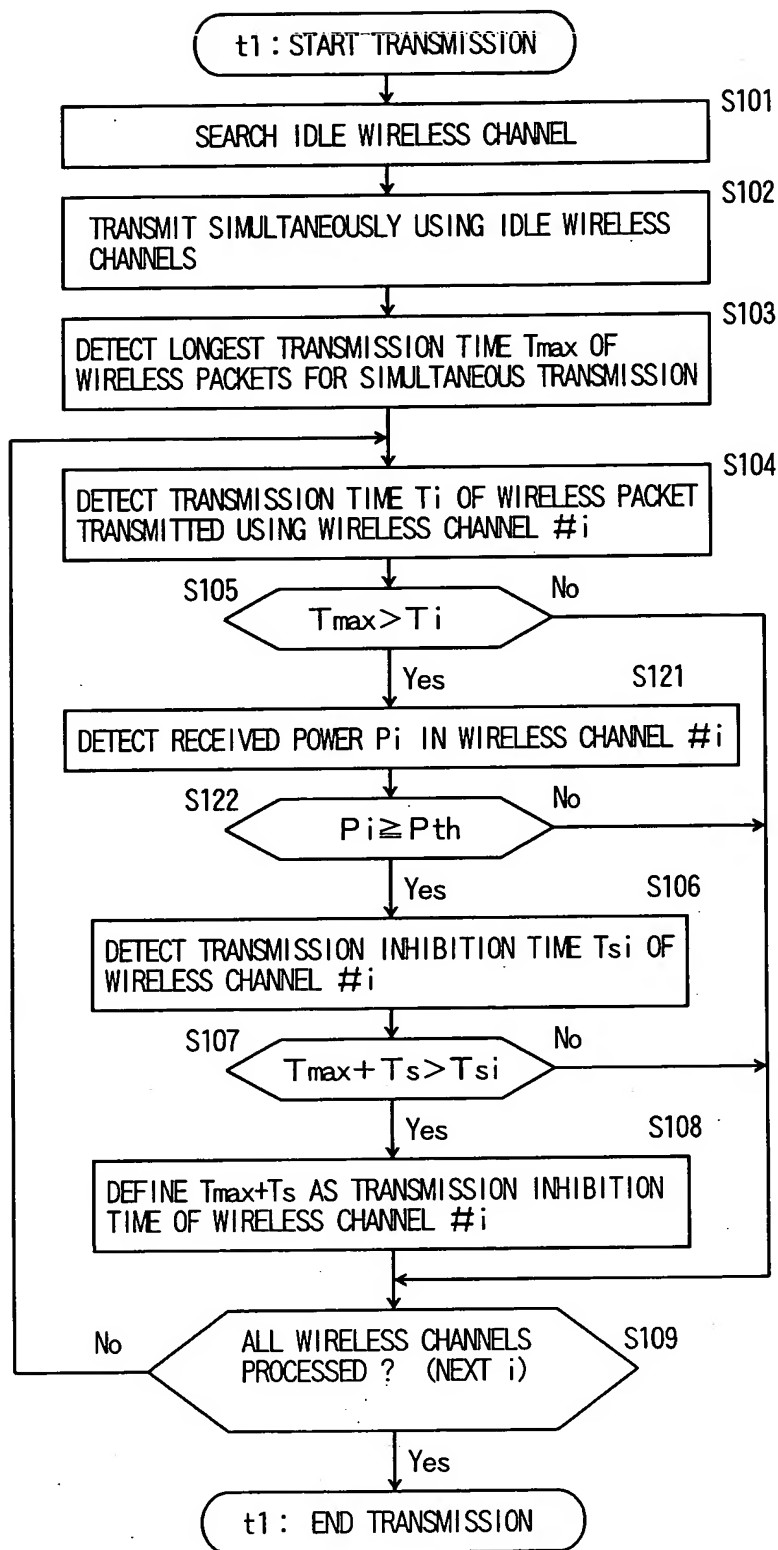 t1 : START TRANSMISSION
S101
SEARCH IDLE WIRELESS CHANNEL
S102
TRANSMIT SIMULTANEOUSLY USING IDLE WIRELESS
CHANNELS
S103
DETECT LONGEST TRANSMISSION TIME Tmax OF
WIRELESS PACKETS FOR SIMULTANEOUS TRANSMISSION
S104
DETECT TRANSMISSION TIME Ti OF WIRELESS PACKET
TRANSMITTED USING WIRELESS CHANNEL #i
S105
No
Tmax>Ti
Yes
S121
DETECT RECEIVED POWER Pi IN WIRELESS CHANNEL #i
S122
No
Pi≧Pth
Yes
S106
DETECT TRANSMISSION INHIBITION TIME Tsi OF
WIRELESS CHANNEL #i
S107
No
Tmax+Ts>Tsi
Yes
S108
DEFINE Tmax+Ts AS TRANSMISSION INHIBITION
TIME OF WIRELESS CHANNEL #i
No
ALL WIRELESS CHANNELS
PROCESSED ? (NEXT i)
S109
Yes
t1 : END TRANSMISSION